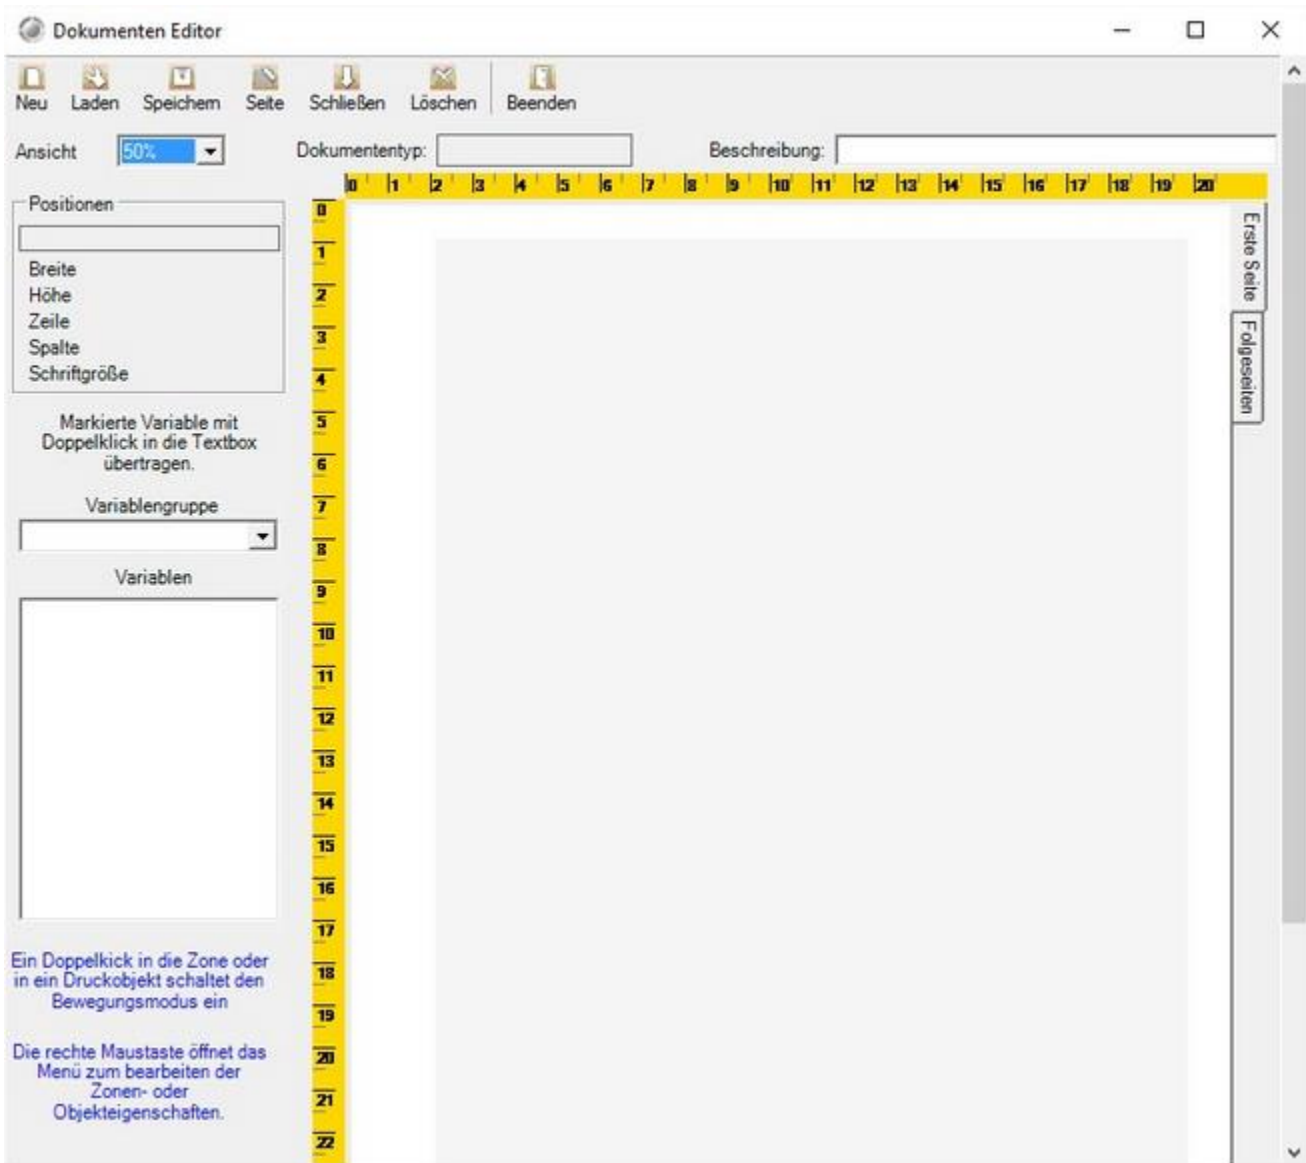 Dokumenten Editor
Neu Laden Speichern Seite Schließen Löschen Beenden
Ansicht 50% Dokumententyp: Beschreibung:
0 1 2 3 4 5 6 7 8 9 10 11 12 13 14 15 16 17 18 19 20
Positionen
Breite
Höhe
Zeile
Spalte
Schriftgröße
Markierte Variable mit
Doppelklick in die Textbox
übertragen.
Variablengruppe
Variablen
Ein Doppelkick in die Zone oder
in ein Druckobjekt schaltet den
Bewegungsmodus ein
Die rechte Maustaste öffnet das
Menü zum bearbeiten der
Zonen- oder
Objekteigenschaften.
0
1
2
3
4
5
6
7
8
9
10
11
12
13
14
15
16
17
18
19
20
21
22
Erste Seite
Folgeseiten